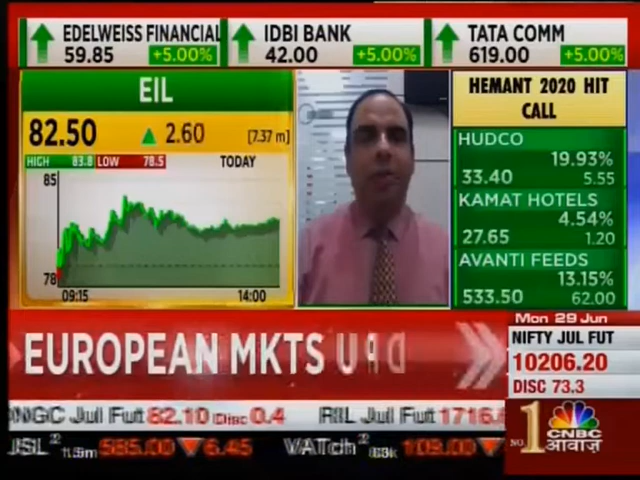 EDELWEISS FINANCIAL
59.85 +5.00%
IDBI BANK
42.00 +5.00%
TATA COMM
619.00 +5.00%
EIL
82.50 2.60 [7.37 m]
HIGH 83.8 LOW 78.5 TODAY
85
78
09:15 14:00
HEMANT 2020 HIT
CALL
HUDCO
19.93%
33.40 5.55
KAMAT HOTELS
4.54%
27.65 1.20
AVANTI FEEDS
13.15%
533.50 62.00
EUROPEAN MKTS
Mon 29 Jun
NIFTY JUL FUT
10206.20
DISC 73.3
NGC Jul Fut 82.10 Disc 0.4 RIL Jul Fut 1716.
JSL 585.00 6.45 VATch 109.00
NO. 1 CNBC
आवाज़